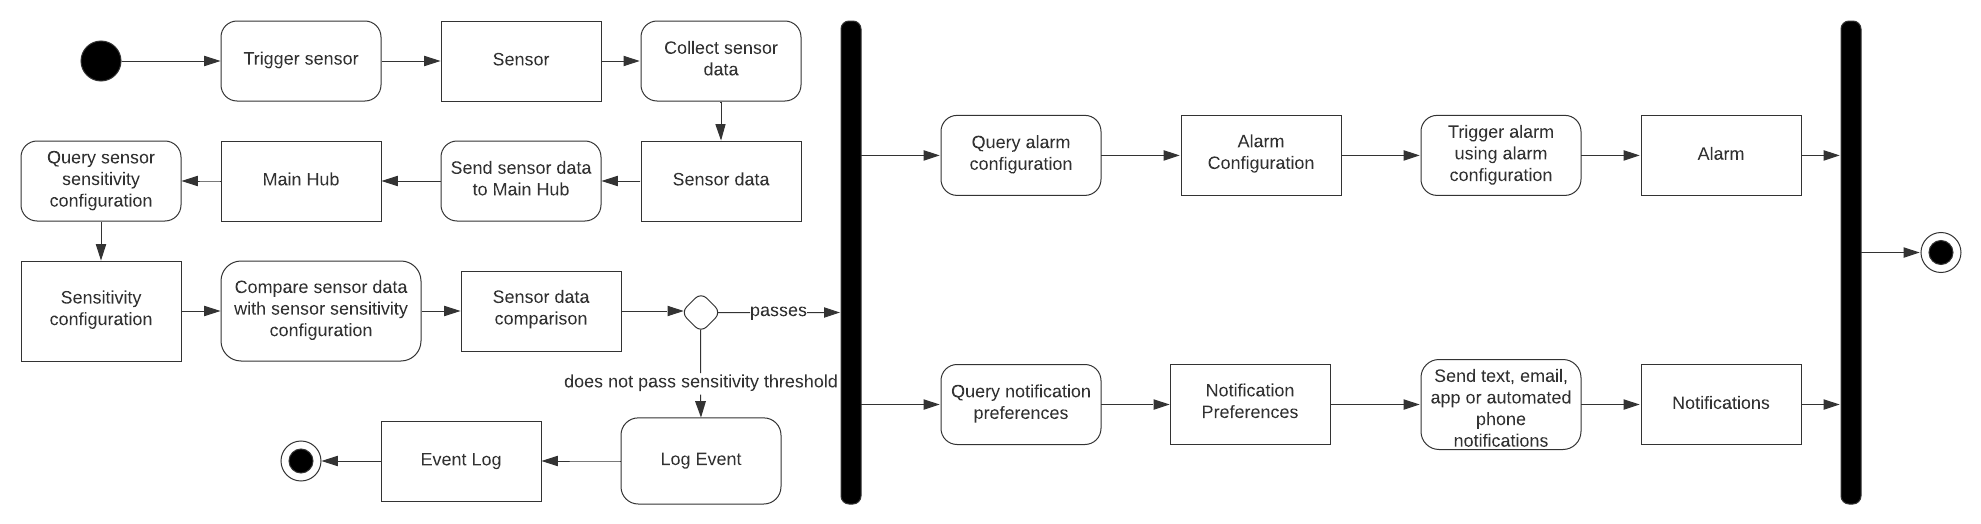 Trigger sensor
Sensor
Collect sensor
data
Query sensor
sensitivity
configuration
Main Hub
Send sensor data
to Main Hub
Sensor data
Sensitivity
configuration
Compare sensor data
with sensor sensitivity
configuration
Sensor data
comparison
passes
does not pass sensitivity threshold
Event Log
Log Event
Query alarm
configuration
Alarm
Configuration
Trigger alarm
using alarm
configuration
Alarm
Query notification
preferences
Notification
Preferences
Send text, email,
app or automated
phone
notifications
Notifications